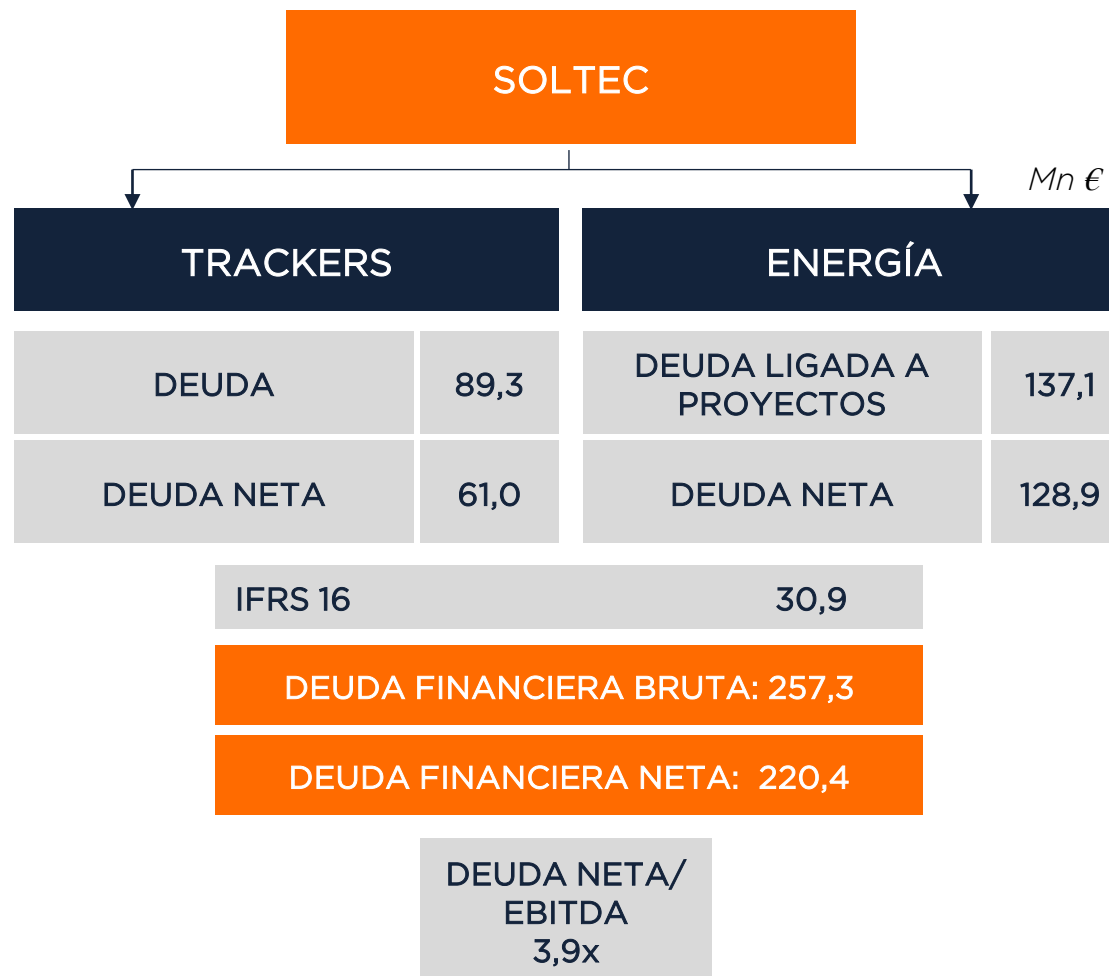 SOLTEC
Mn €
TRACKERS
ENERGÍA
DEUDA 89,3
DEUDA LIGADA A
PROYECTOS
137,1
DEUDA NETA 61,0
DEUDA NETA 128,9
IFRS 16 30,9
DEUDA FINANCIERA BRUTA: 257,3
DEUDA FINANCIERA NETA: 220,4
DEUDA NETA/
EBITDA
3,9x